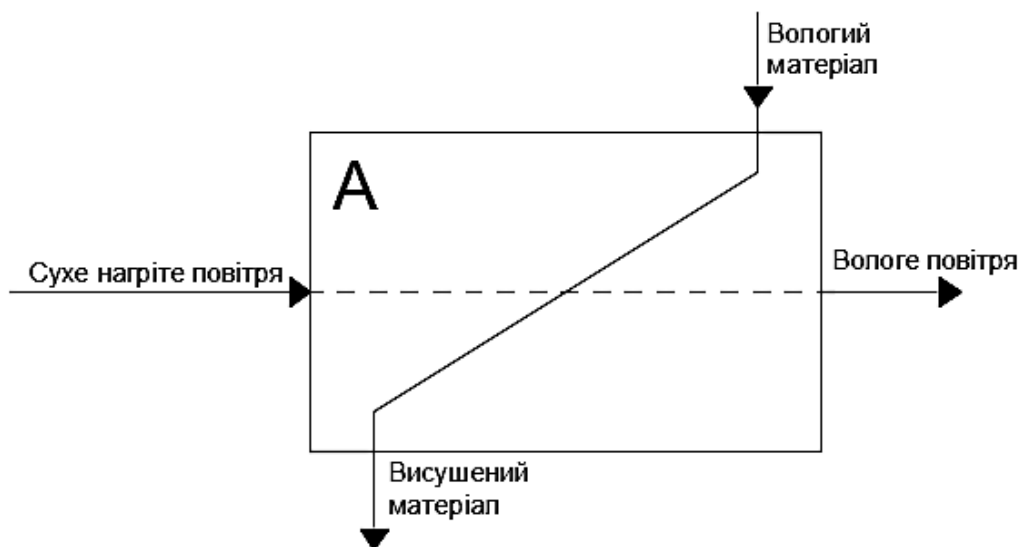 Вологий
матеріал
А
Сухе нагріте повітря
Вологе повітря
Висушений
матеріал